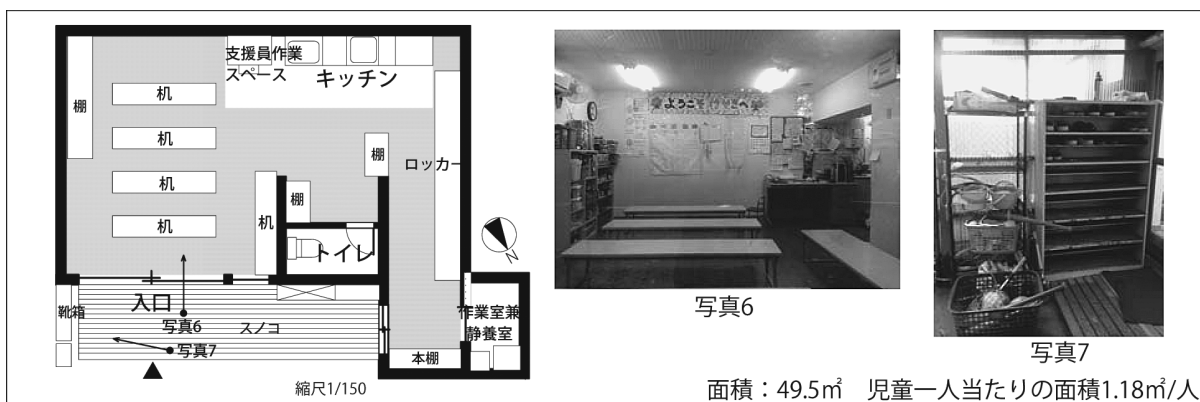 支援員作業
スペース
キッチン
棚
机
机
机
机
机
棚
棚
ロッカー
トイレ
N
入口
靴箱
写真6
スノコ
写真7
作業室兼
静養室
本棚
縮尺1/150
写真6
写真7
面積：49.5㎡　児童一人当たりの面積1.18㎡/人